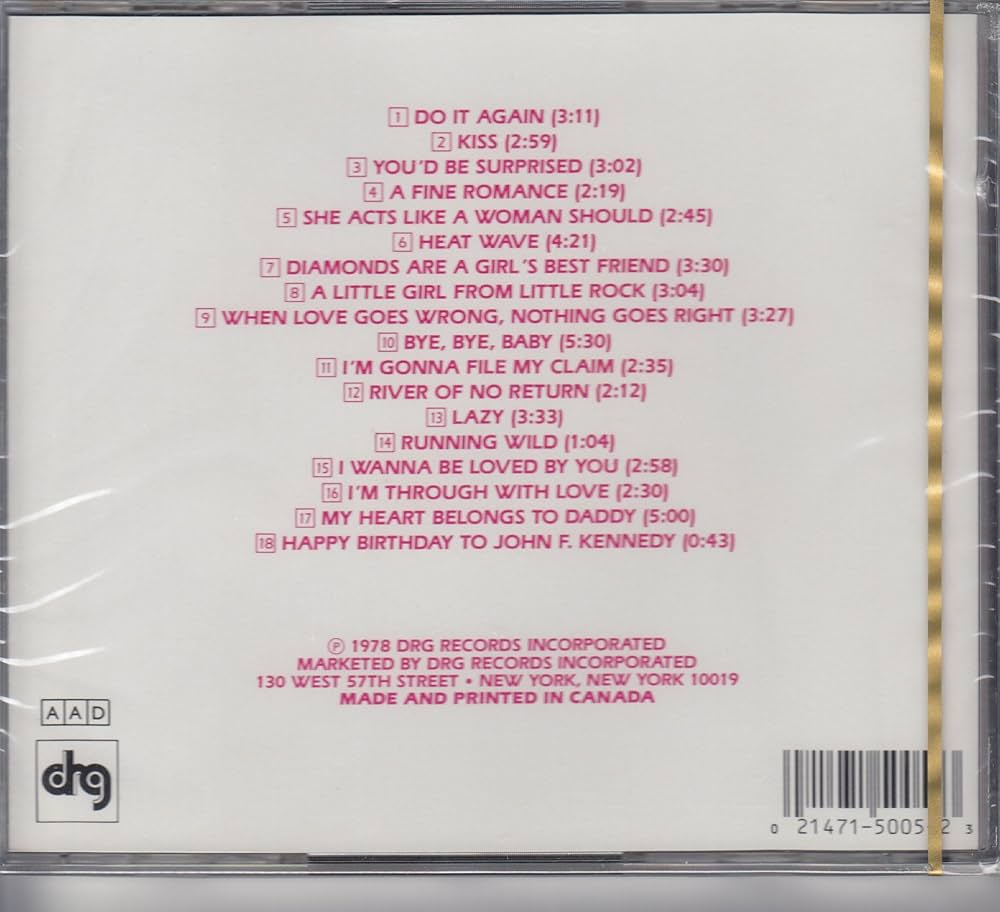 1 DO IT AGAIN (3:11)
2 KISS (2:59)
3 YOU'D BE SURPRISED (3:02)
4 A FINE ROMANCE (2:19)
5 SHE ACTS LIKE A WOMAN SHOULD (2:45)
6 HEAT WAVE (4:21)
7 DIAMONDS ARE A GIRL'S BEST FRIEND (3:30)
8 A LITTLE GIRL FROM LITTLE ROCK (3:04)
9 WHEN LOVE GOES WRONG, NOTHING GOES RIGHT (3:27)
10 BYE, BYE, BABY (5:30)
11 I'M GONNA FILE MY CLAIM (2:35)
12 RIVER OF NO RETURN (2:12)
13 LAZY (3:33)
14 RUNNING WILD (1:04)
15 I WANNA BE LOVED BY YOU (2:58)
16 I'M THROUGH WITH LOVE (2:30)
17 MY HEART BELONGS TO DADDY (5:00)
18 HAPPY BIRTHDAY TO JOHN F. KENNEDY (0:43)
℗ 1978 DRG RECORDS INCORPORATED
MARKETED BY DRG RECORDS INCORPORATED
130 WEST 57TH STREET • NEW YORK, NEW YORK 10019
MADE AND PRINTED IN CANADA
AAD
drg
0 21471-5005 2 3